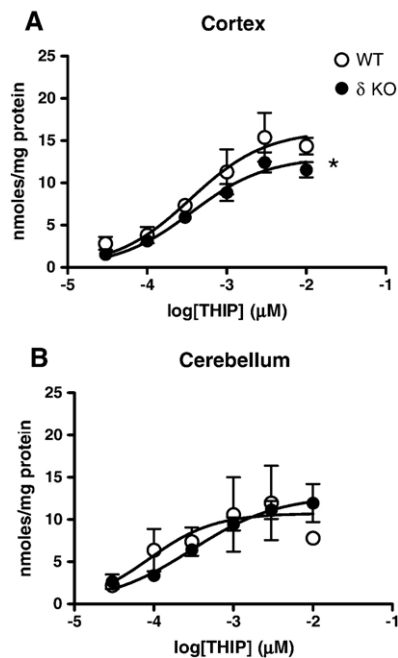 A
Cortex
WT
δ KO
nmoles/mg protein
25
20
15
10
5
0
*
-5
-4
-3
-2
-1
log[THIP] (μM)
B
Cerebellum
nmoles/mg protein
25
20
15
10
5
0
-5
-4
-3
-2
-1
log[THIP] (μM)